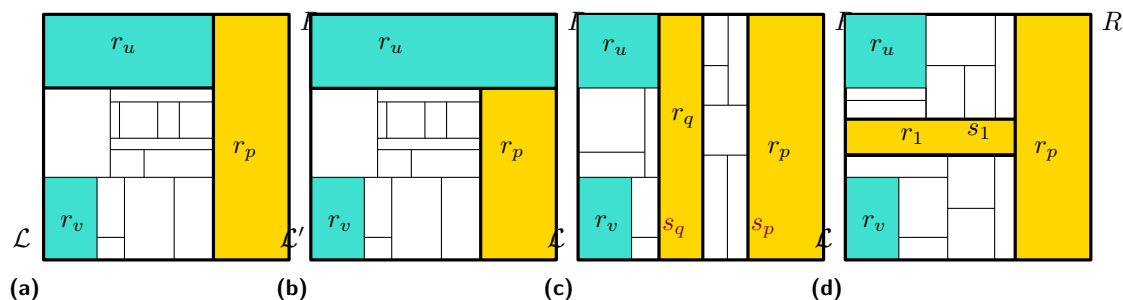 r_u r_p r_v 𝓛 (a)
R r_u r_p r_v 𝓛′ (b)
r_u r_q r_p r_v s_q s_p 𝓛 (c)
R r_u r_1 s_1 r_p r_v 𝓛 (d)